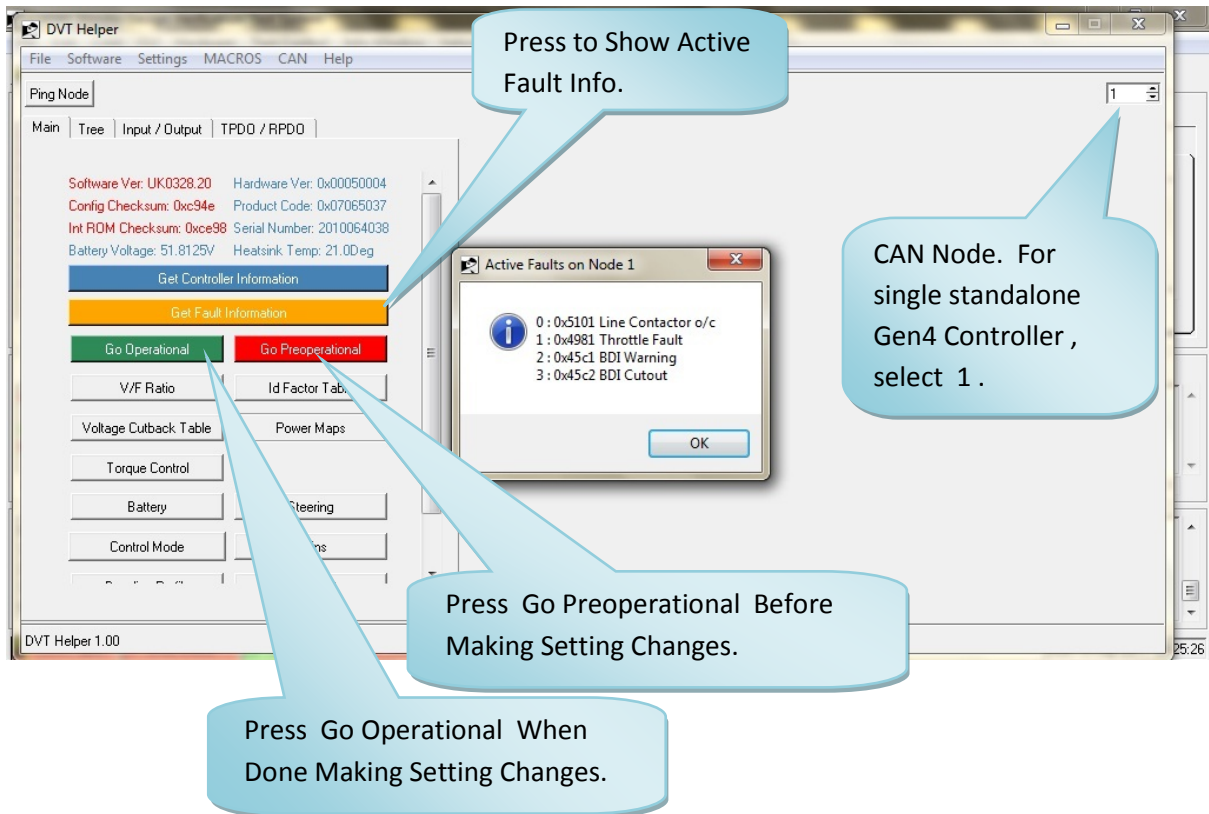 DVT Helper
Press to Show Active
Fault Info.
File Software Settings MACROS CAN Help
Ping Node
1
Main Tree Input / Output TPDO / RPDO
Software Ver: UK0328.20 Hardware Ver: 0x00050004
Config Checksum: 0xc94e Product Code: 0x07065037
Int ROM Checksum: 0xce98 Serial Number: 2010064038
Battery Voltage: 51.8125V Heatsink Temp: 21.0Deg
Get Controller Information
Get Fault Information
Go Operational Go Preoperational
V/F Ratio Id Factor
Voltage Cutback Table Power Maps
Torque Control
Battery Steering
Control Mode
Active Faults on Node 1
0 : 0x5101 Line Contactor o/c
1 : 0x4981 Throttle Fault
2 : 0x45c1 BDI Warning
3 : 0x45c2 BDI Cutout
OK
CAN Node. For
single standalone
Gen4 Controller ,
select 1 .
Press Go Preoperational Before
Making Setting Changes.
DVT Helper 1.00
25:26
Press Go Operational When
Done Making Setting Changes.